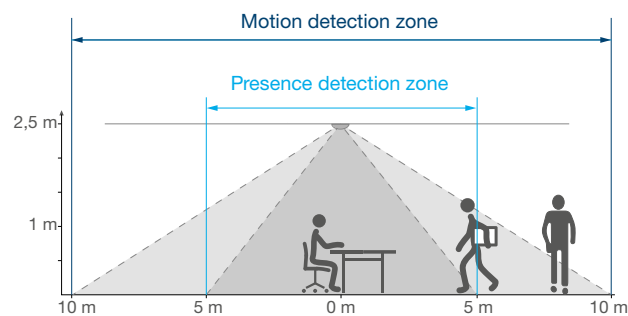 Motion detection zone
Presence detection zone
2,5 m
1 m
10 m 5 m 0 m 5 m 10 m